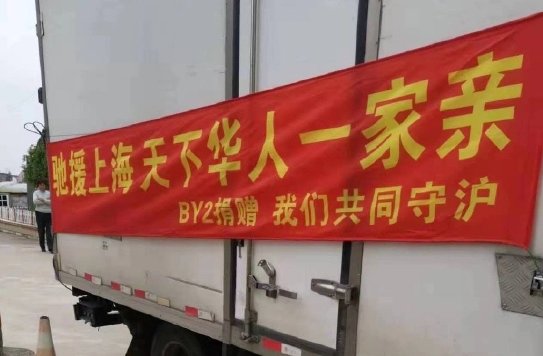 驰援上海天下华人一家亲
BY2捐赠 我们共同守沪